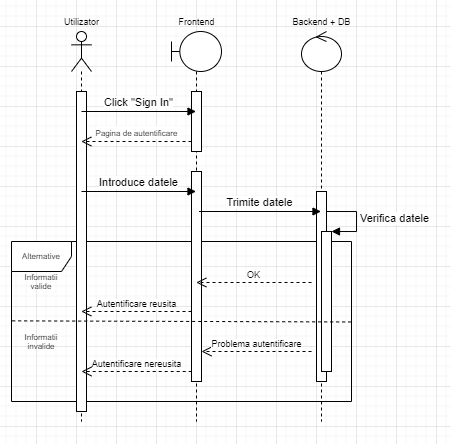 Utilizator
Frontend
Backend + DB
Click "Sign In"
Pagina de autentificare
Introduce datele
Trimite datele
Verifica datele
Alternative
Informatii
valide
OK
Autentificare reusita
Informatii
invalide
Problema autentificare
Autentificare nereusita